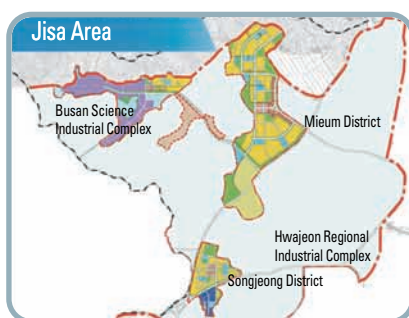 Jisa Area
Busan Science
Industrial Complex
Mieum District
Hwajeon Regional
Industrial Complex
Songjeong District